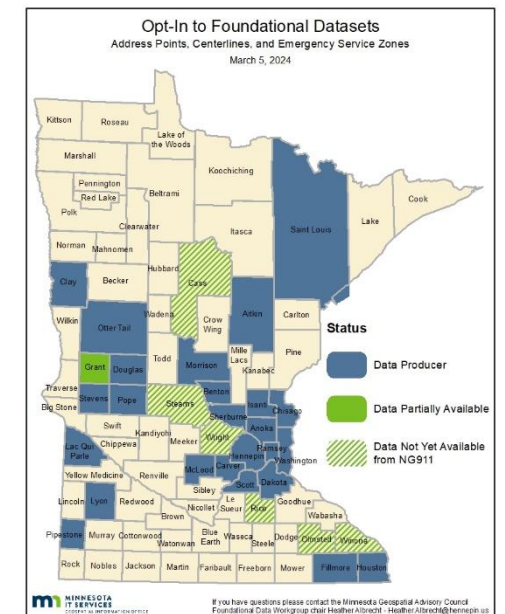 Opt-In to Foundational Datasets
Address Points, Centerlines, and Emergency Service Zones
March 5, 2024
Kittson
Roseau
Lake of
the Woods
Marshall
Koochiching
Pennington
Red Lake
Beltrami
Cook
Polk
Saint Louis
Lake
Clearwater
Itasca
Norman
Mahnomen
Hubbard
Cass
Clay
Becker
Aitkin
Wadena
Crow
Wing
Carlton
Wilkin
Otter Tail
Status
Mille
Lacs
Pine
Todd
Morrison
Kanabec
Grant
Douglas
Data Producer
Traverse
Benton
Stevens
Pope
Isanti
Big Stone
Stearns
Chisago
Sherburne
Data Partially Available
Swift
Anoka
Kandiyohi
Wright
Ramsey
Lac Qui
Parle
Chippewa
Meeker
Hennepin
Data Not Yet Available
from NG911
Washington
McLeod
Carver
Yellow Medicine
Renville
Scott
Dakota
Sibley
Lincoln
Lyon
Redwood
Le
Sueur
Rice
Goodhue
Nicollet
Wabasha
Brown
Pipestone
Murray
Cottonwood
Blue
Earth
Waseca
Steele
Dodge
Olmsted
Winona
Watonwan
Rock
Nobles
Jackson
Martin
Faribault
Freeborn
Mower
Fillmore
Houston
MINNESOTA
IT SERVICES
GEOSPATIAL INFORMATION OFFICE
If you have questions please contact the Minnesota Geospatial Advisory Council
Foundational Data Workgroup chair Heather Albrecht - Heather.Albrecht@hennepin.us